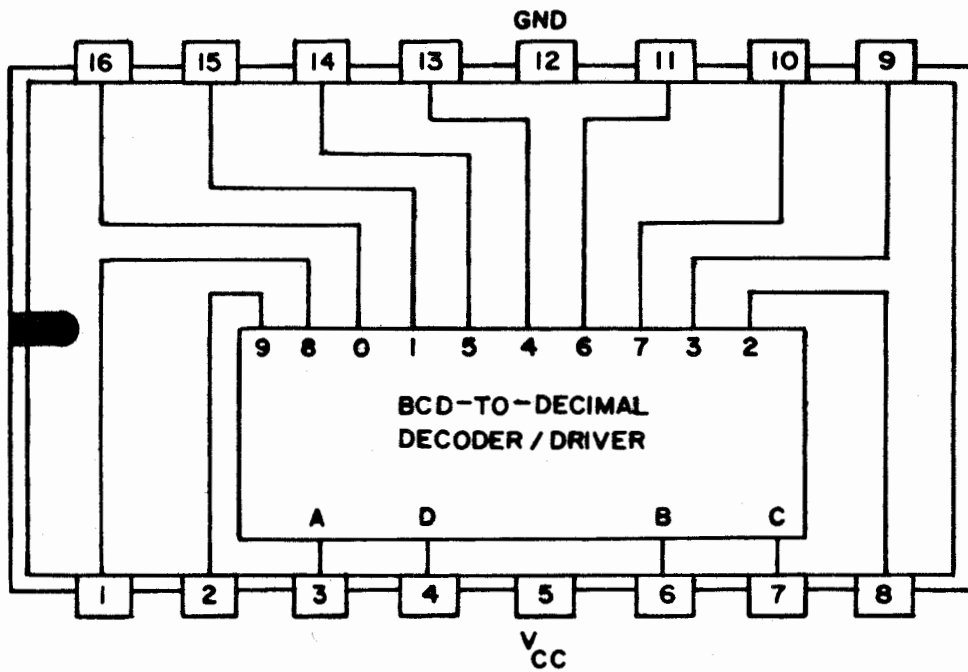 GND
16 15 14 13 12 11 10 9
9 8 0 1 5 4 6 7 3 2
BCD-TO-DECIMAL
DECODER / DRIVER
A D B C
1 2 3 4 5 6 7 8
VCC